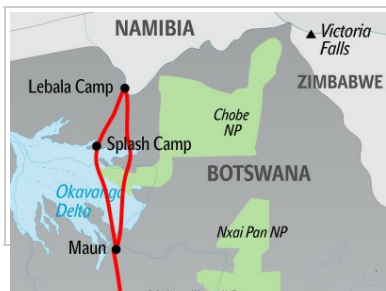 NAMIBIA
Victoria
Falls
ZIMBABWE
Lebala Camp
Chobe
NP
Splash Camp
BOTSWANA
Okavango
Delta
Nxai Pan NP
Maun